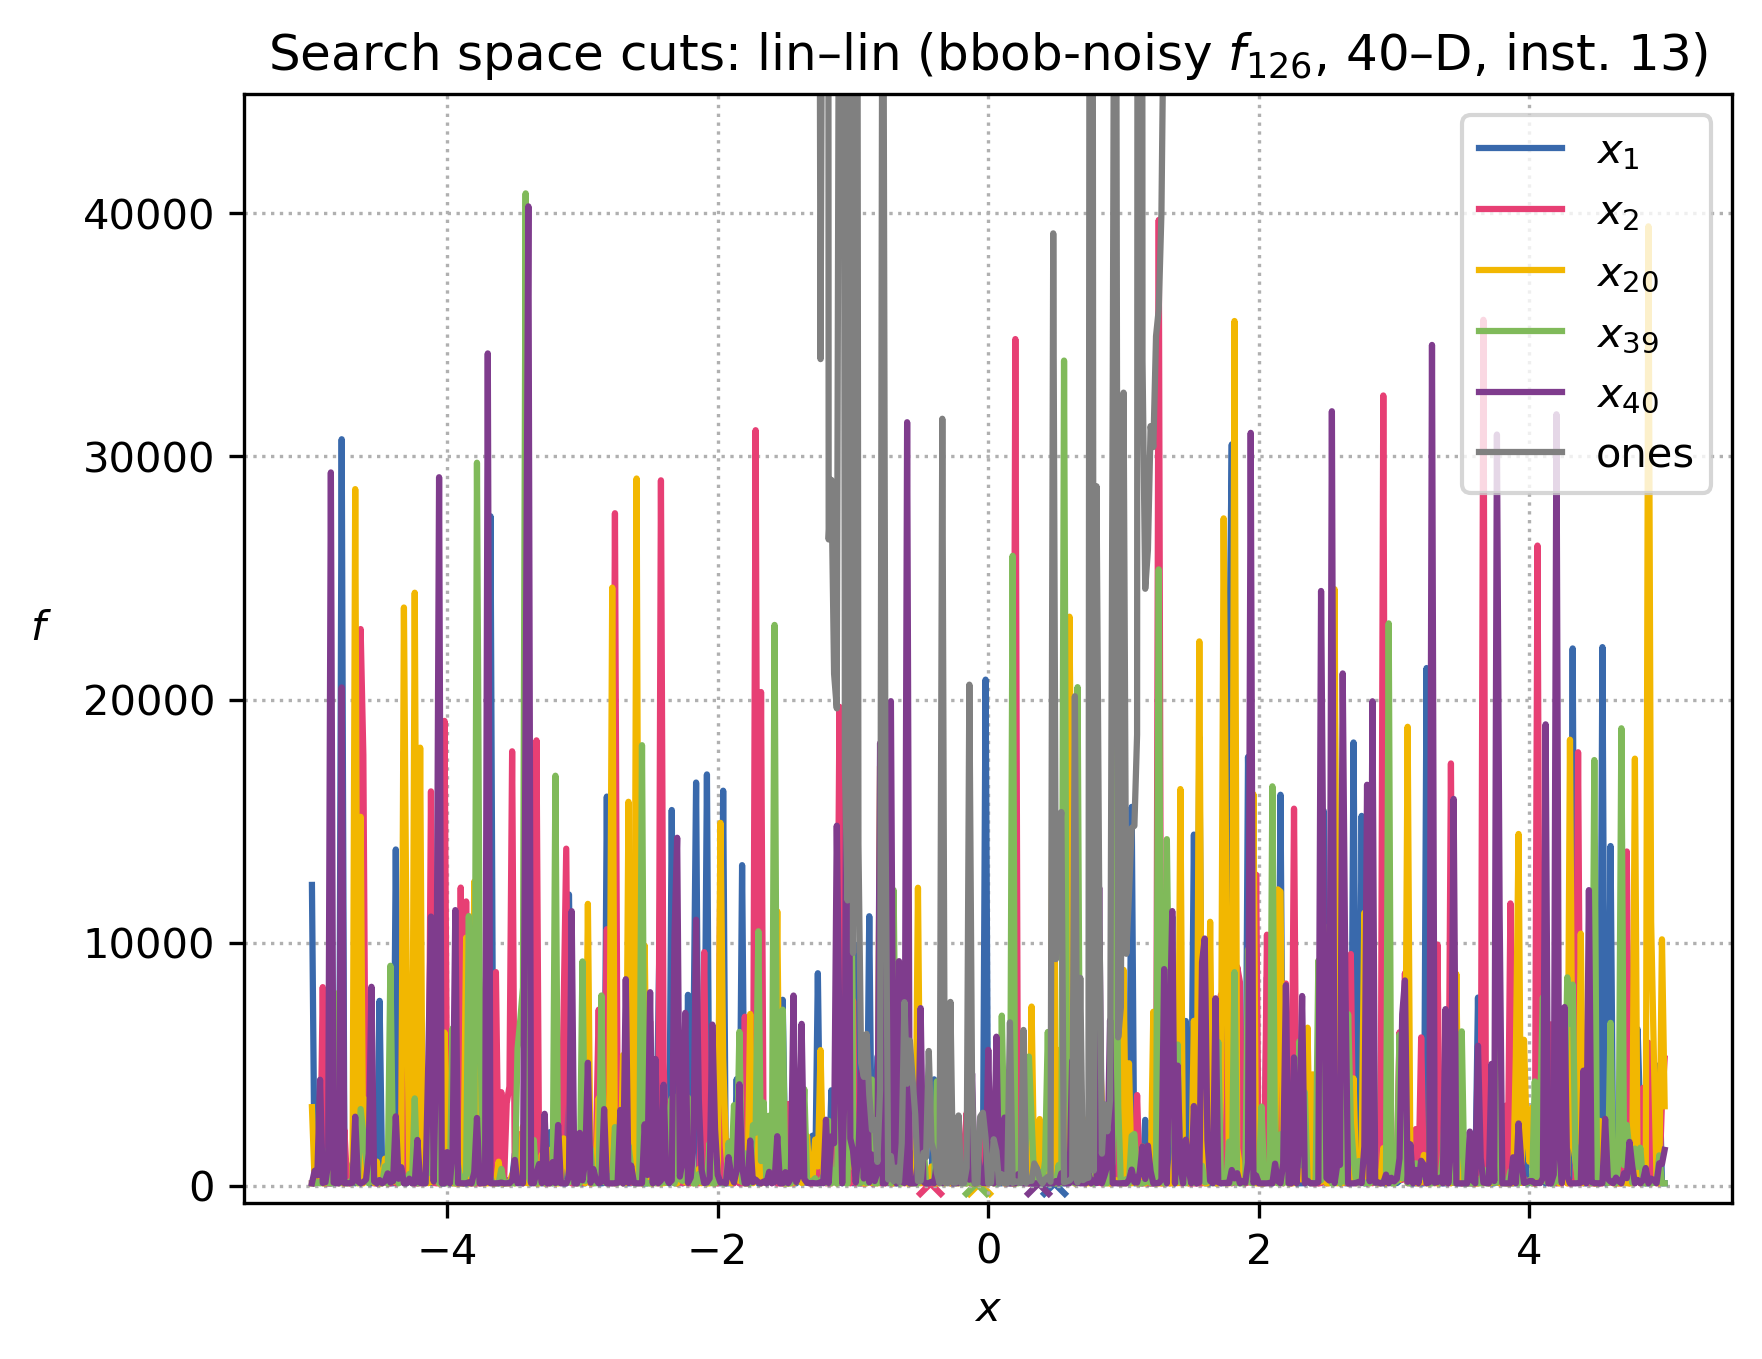 Search space cuts: lin–lin (bbob-noisy f₁₂₆, 40–D, inst. 13)
x₁
x₂
x₂₀
x₃₉
x₄₀
ones
40000
30000
20000
10000
0
f
−4 −2 0 2 4
x